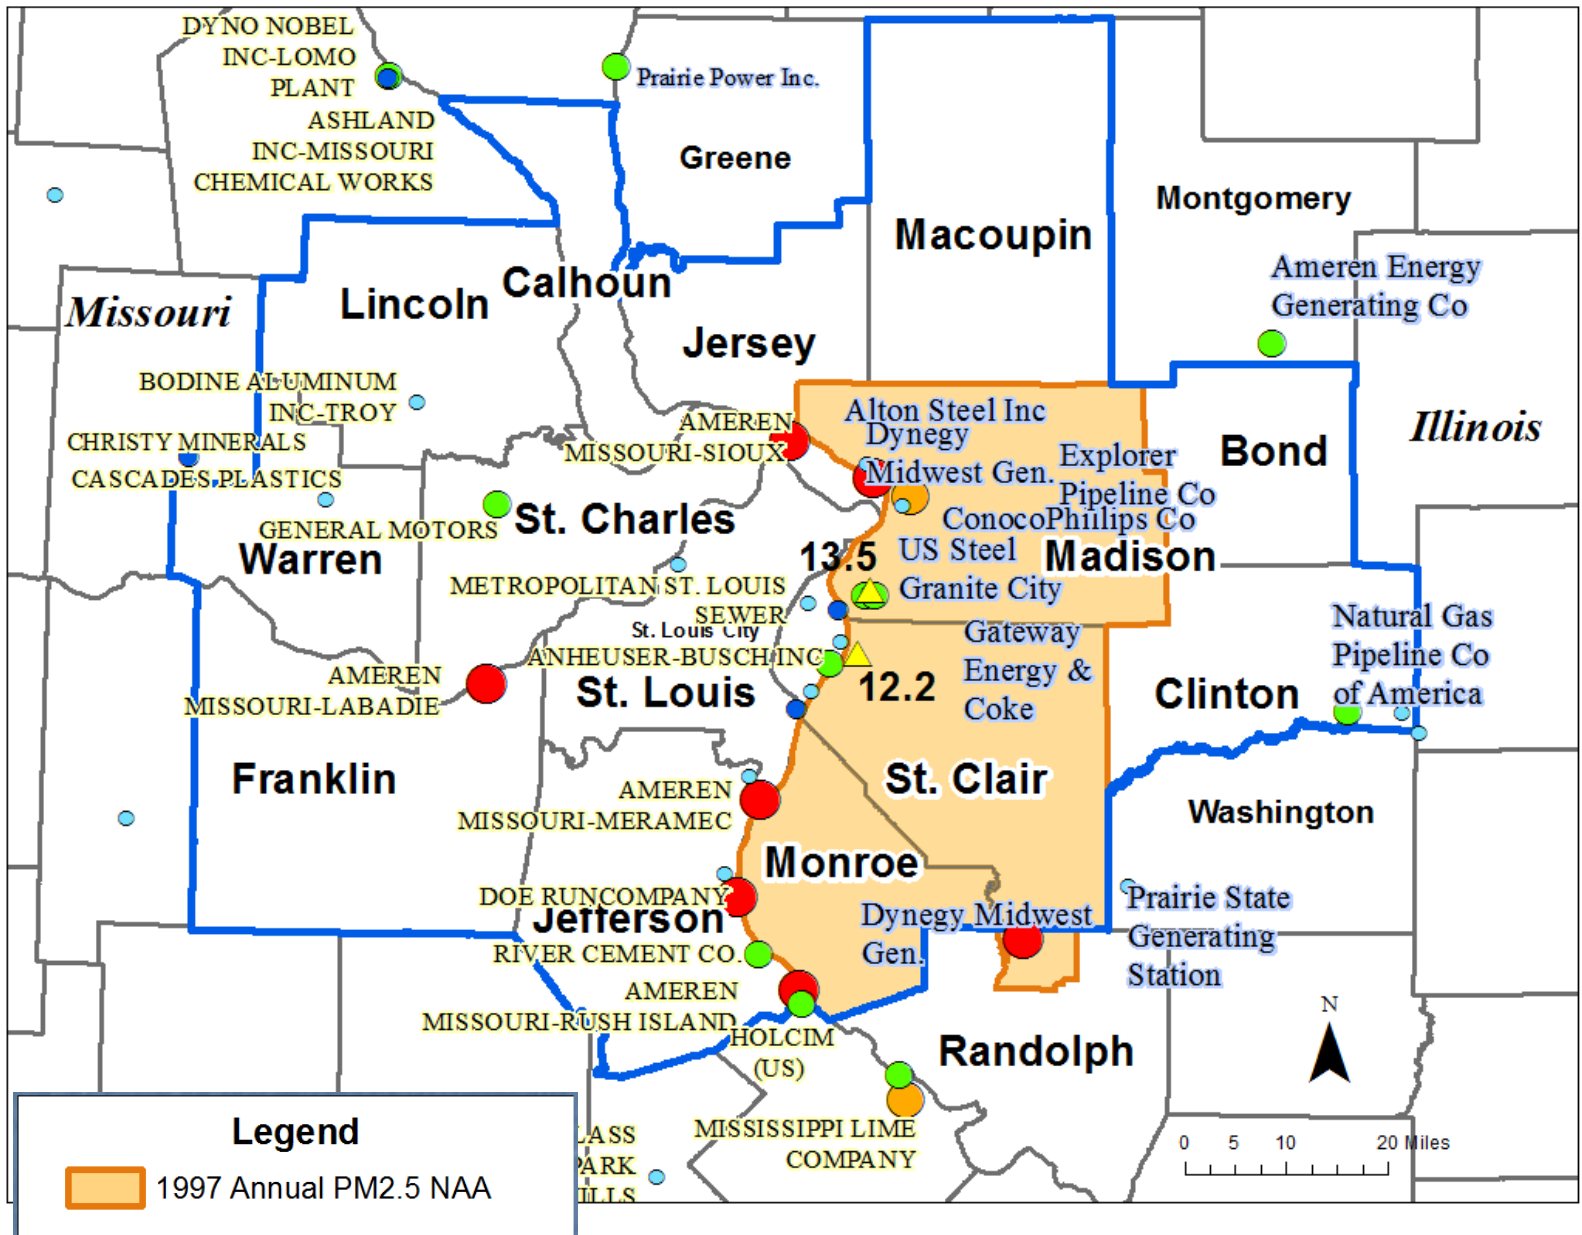 DYNO NOBEL
INC-LOMO
PLANT
ASHLAND
INC-MISSOURI
CHEMICAL WORKS
Prairie Power Inc.
Greene
Montgomery
Macoupin
Ameren Energy
Generating Co
Calhoun
Lincoln
Missouri
Jersey
BODINE ALUMINUM
INC-TROY
CHRISTY MINERALS
CASCADES PLASTICS
AMEREN
MISSOURI-SIOUX
Alton Steel Inc
Dynegy
Midwest Gen.
Explorer
Pipeline Co
ConocoPhillips Co
Bond
Illinois
GENERAL MOTORS
St. Charles
Warren
13.5
US Steel
Granite City
Madison
METROPOLITAN ST. LOUIS
SEWER
St. Louis City
ANHEUSER-BUSCH INC
Gateway
Energy &
Coke
Natural Gas
Pipeline Co
of America
AMEREN
MISSOURI-LABADIE
St. Louis
12.2
Clinton
Franklin
St. Clair
AMEREN
MISSOURI-MERAMEC
Washington
Monroe
DOE RUNCOMPANY
Jefferson
RIVER CEMENT CO.
Dynegy Midwest
Gen.
Prairie State
Generating
Station
AMEREN
MISSOURI-RUSH ISLAND
HOLCIM
(US)
Randolph
N
MISSISSIPPI LIME
COMPANY
0 5 10 20 Miles
LASS
PARK
ILLS
Legend
1997 Annual PM2.5 NAA